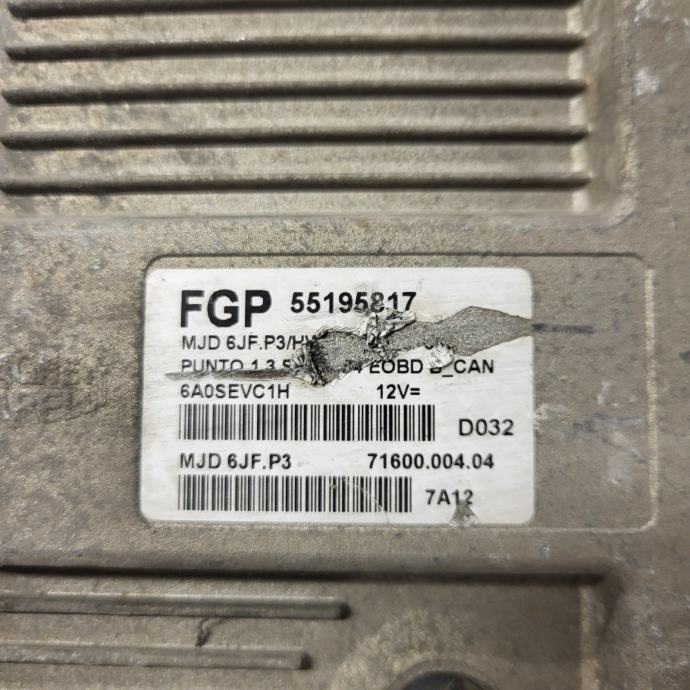 FGP 55195817
MJD 6JF.P3/
PUNTO 1.3 EOBD
6A0SEVC1H 12V=
D032
MJD 6JF.P3 71600.004.04
7A12